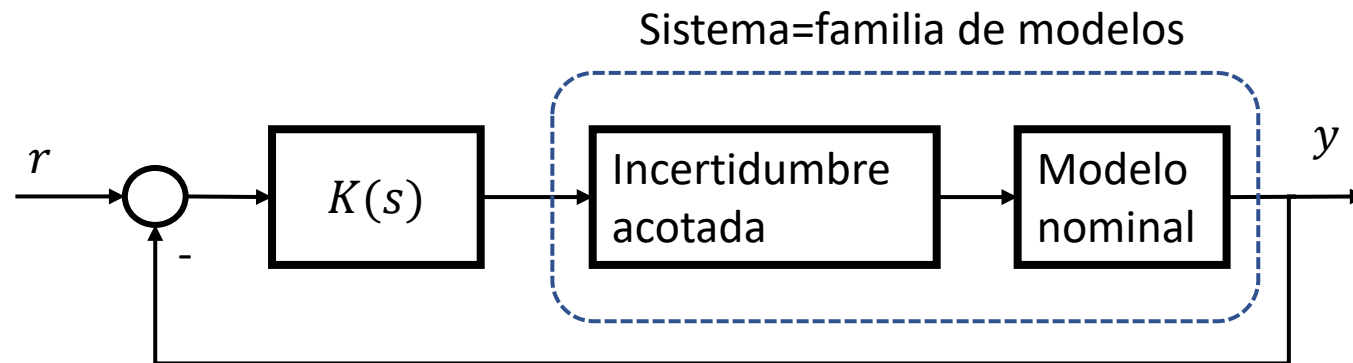 Sistema=familia de modelos
r
K(s)
Incertidumbre
acotada
Modelo
nominal
y
-